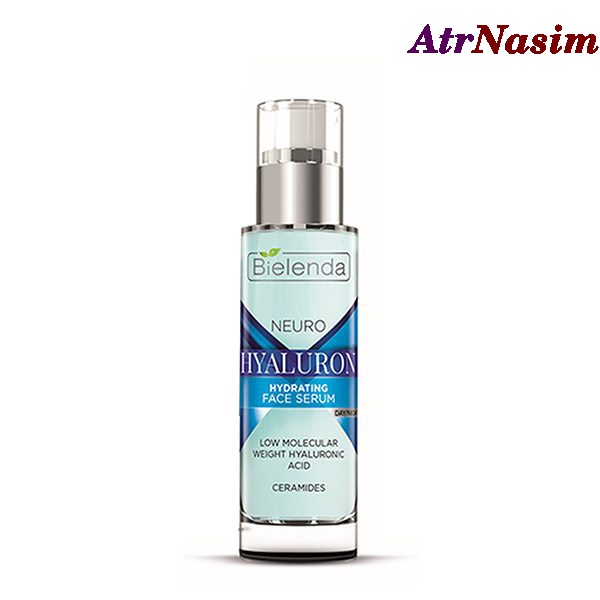 AtrNasim
Bielenda
NEURO
HYALURON
HYDRATING
FACE SERUM
LOW MOLECULAR
WEIGHT HYALURONIC
ACID
CERAMIDES